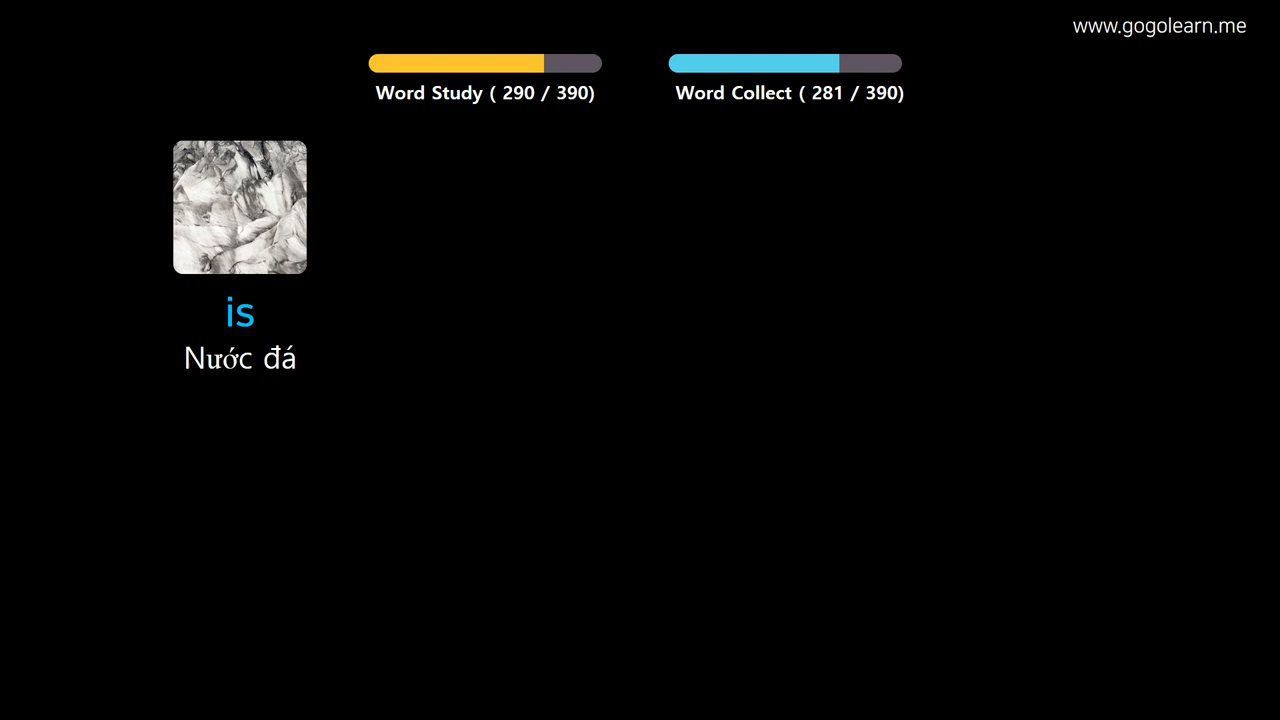 www.gogolearn.me
Word Study ( 290 / 390)
Word Collect ( 281 / 390)
is
Nước đá